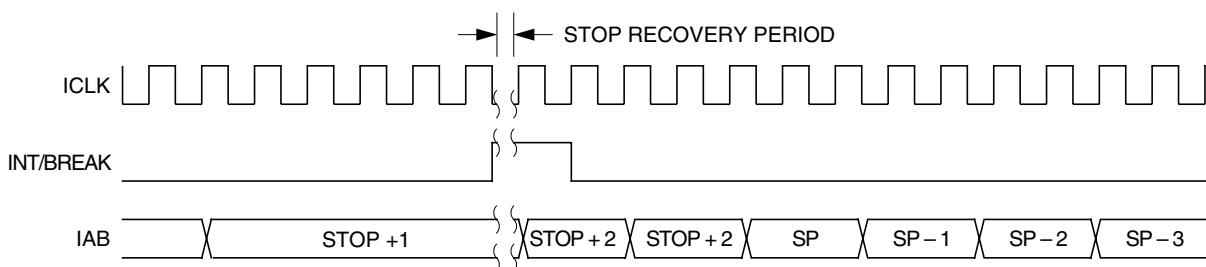 STOP RECOVERY PERIOD
ICLK
INT/BREAK
IAB STOP +1 STOP + 2 STOP + 2 SP SP – 1 SP – 2 SP – 3